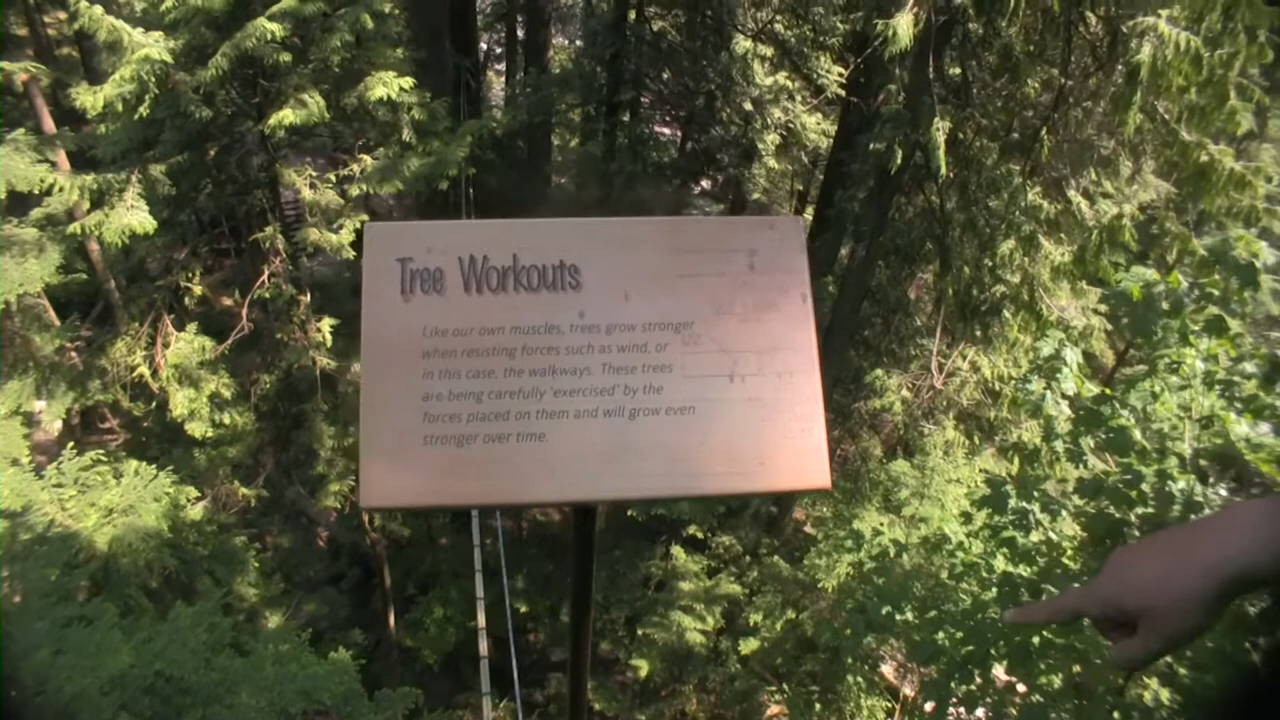 Tree Workouts
Like our own muscles, trees grow stronger
when resisting forces such as wind, or
in this case, the walkways. These trees
are being carefully 'exercised' by the
forces placed on them and will grow even
stronger over time.